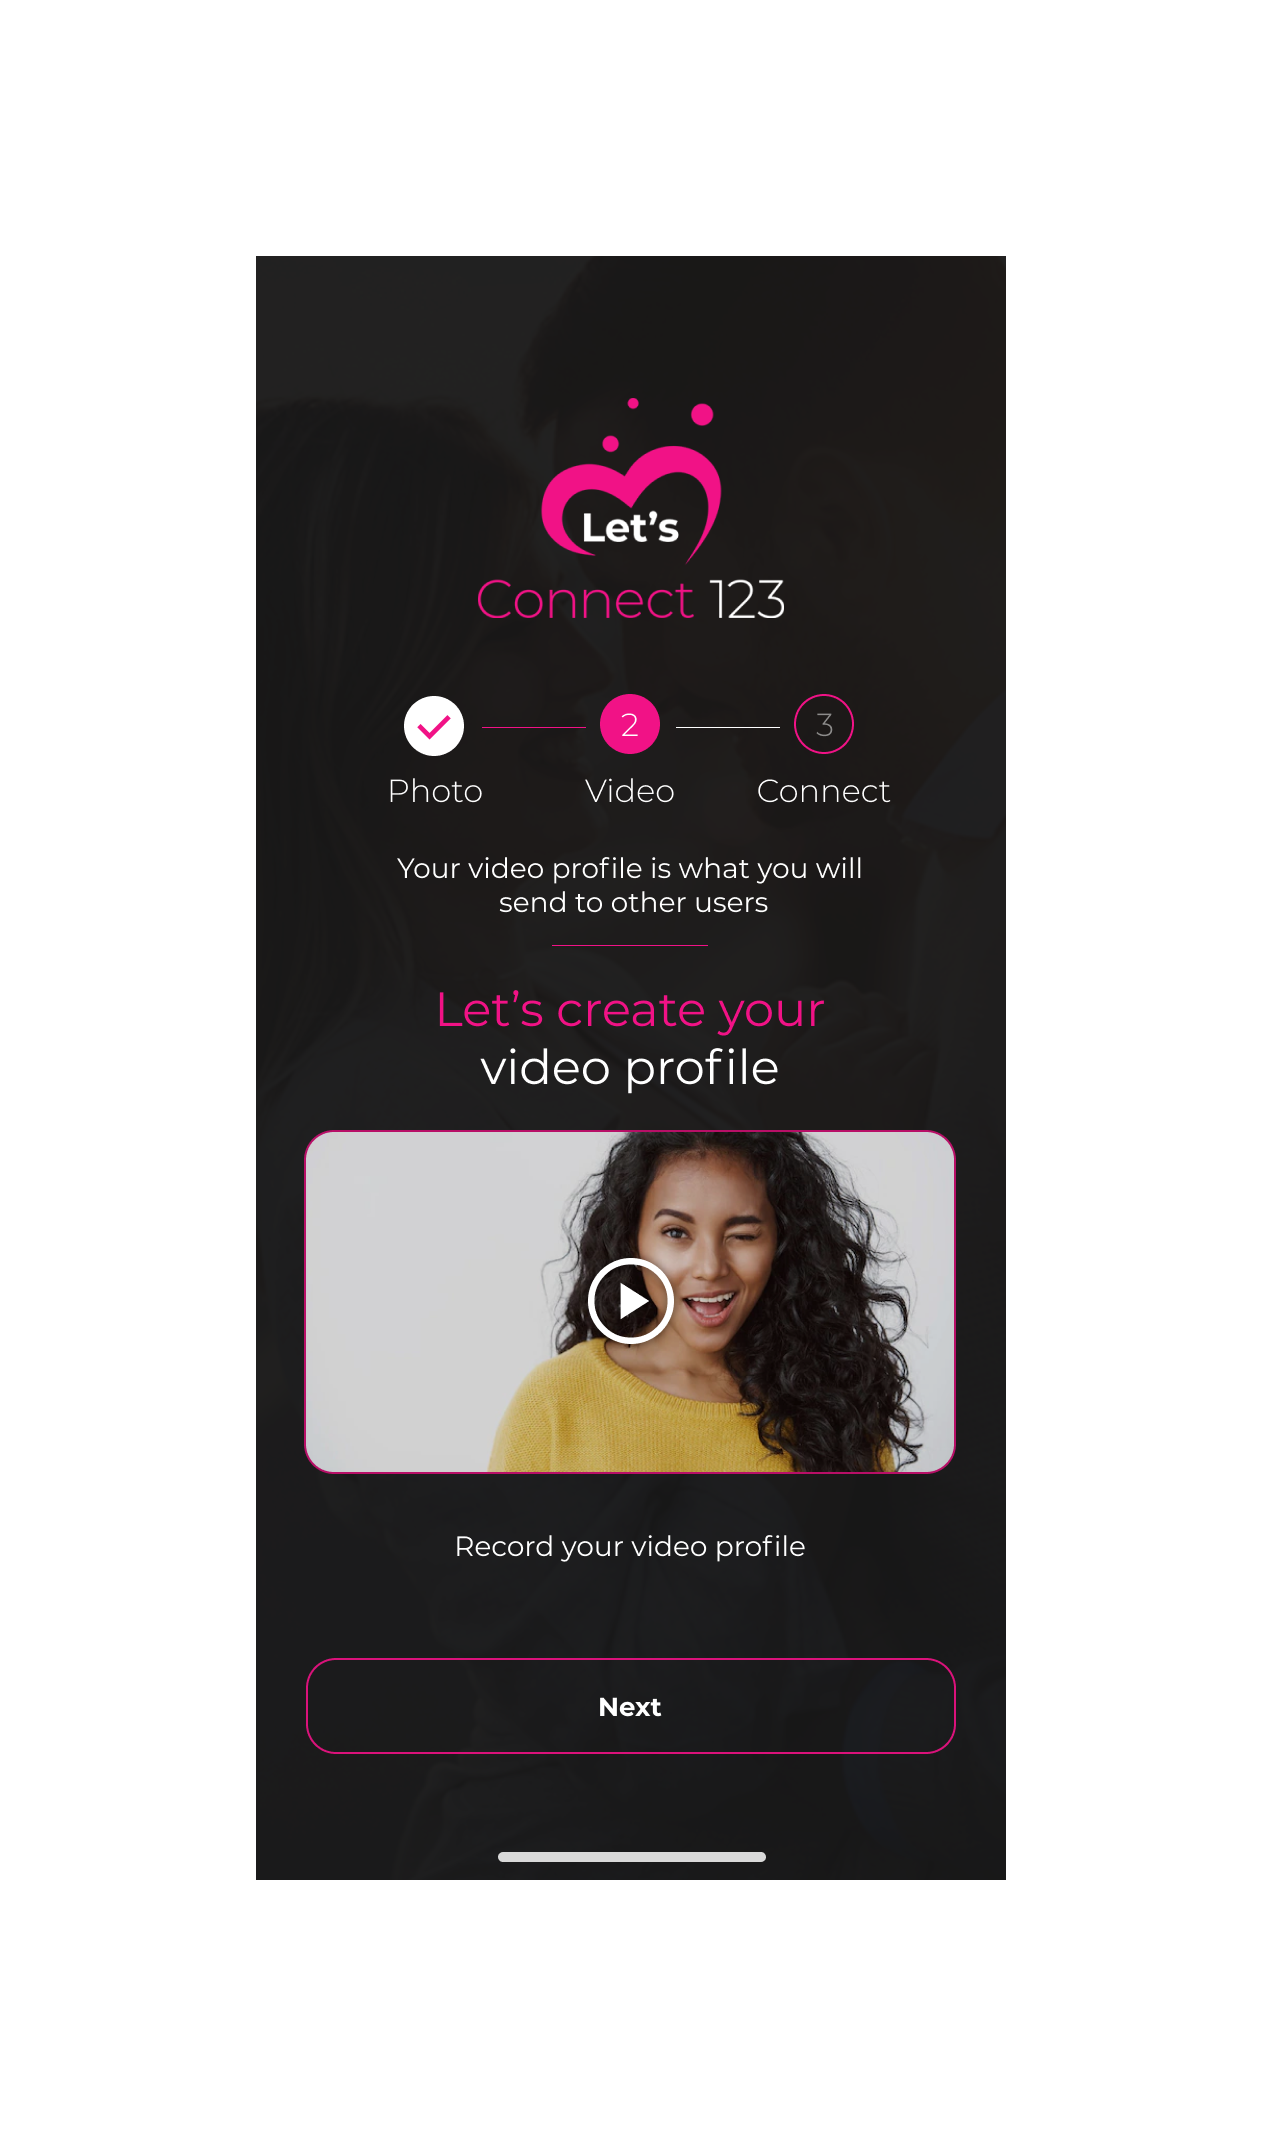 Let's
Connect 123
2
3
Photo
Video
Connect
Your video profile is what you will
send to other users
Let's create your
video profile
Record your video profile
Next